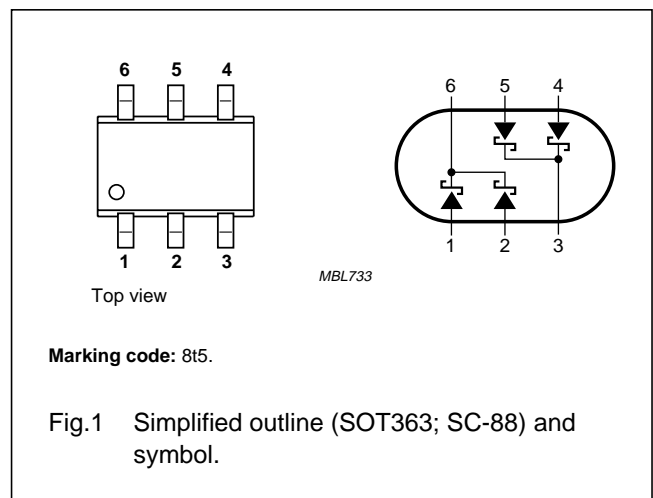 6 5 4
6 5 4
1 2 3
1 2 3
Top view
MBL733
Marking code: 8t5.
Fig.1 Simplified outline (SOT363; SC-88) and
symbol.